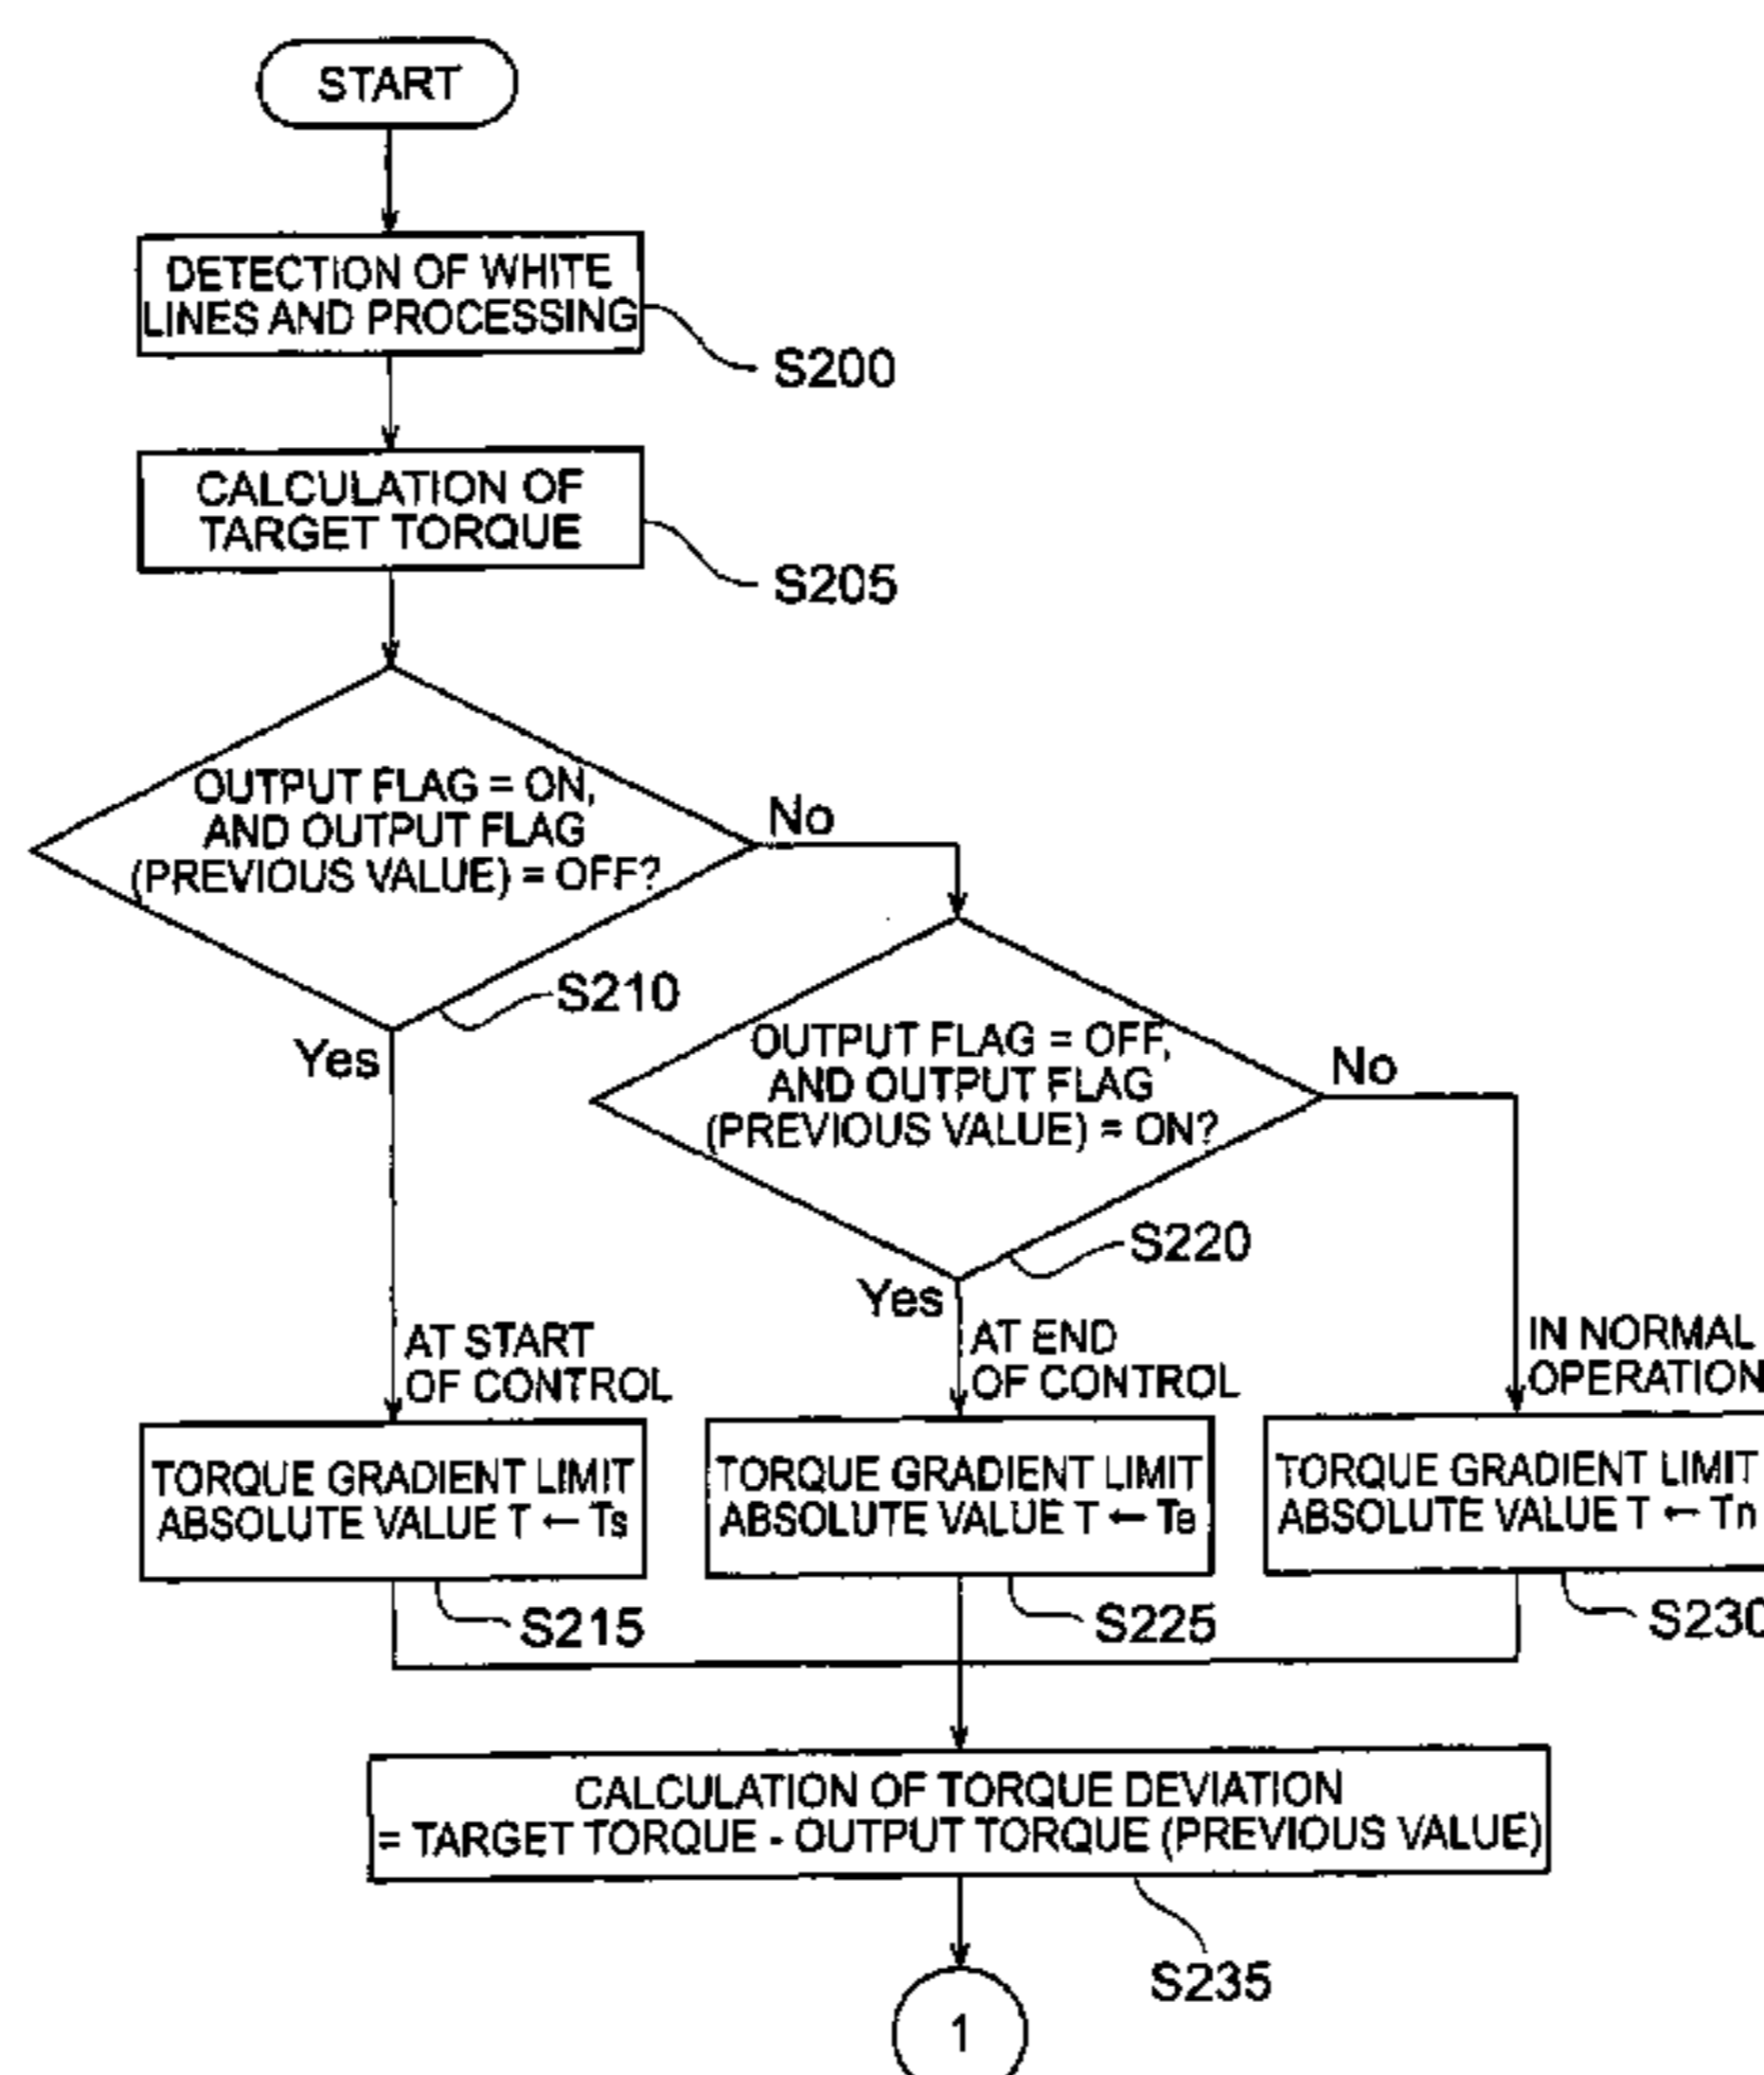 START
DETECTION OF WHITE
LINES AND PROCESSING
S200
CALCULATION OF
TARGET TORQUE
S205
OUTPUT FLAG = ON,
AND OUTPUT FLAG
(PREVIOUS VALUE) = OFF?
No
S210
Yes
OUTPUT FLAG = OFF,
AND OUTPUT FLAG
(PREVIOUS VALUE) = ON?
No
S220
Yes
AT START
OF CONTROL
AT END
OF CONTROL
IN NORMAL
OPERATION
TORQUE GRADIENT LIMIT
ABSOLUTE VALUE T ← Ts
S215
TORQUE GRADIENT LIMIT
ABSOLUTE VALUE T ← Te
S225
TORQUE GRADIENT LIMIT
ABSOLUTE VALUE T ← Tn
S230
CALCULATION OF TORQUE DEVIATION
= TARGET TORQUE - OUTPUT TORQUE (PREVIOUS VALUE)
S235
1